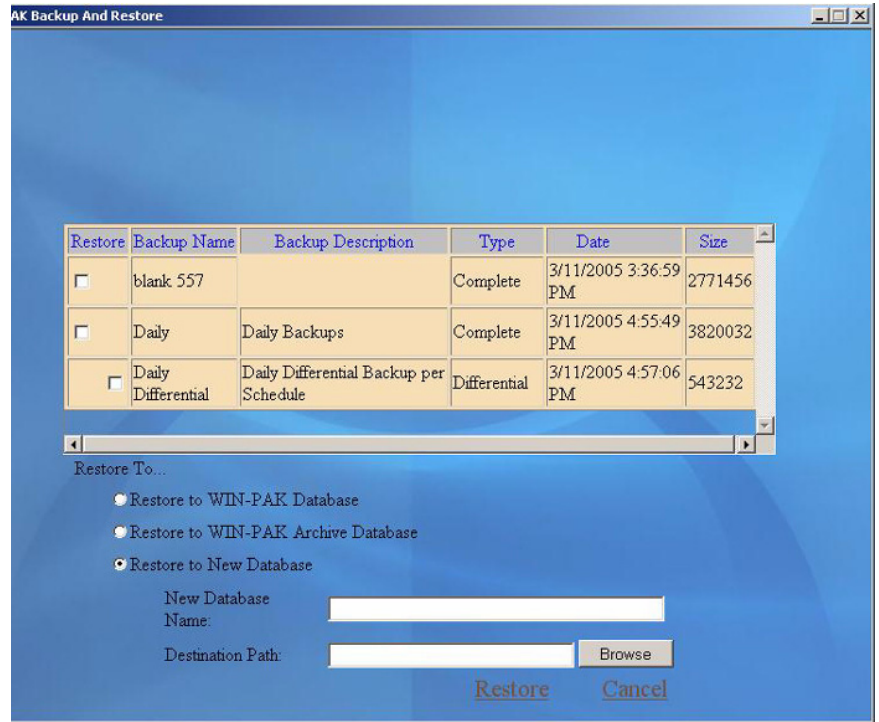 AK Backup And Restore
Restore Backup Name Backup Description Type Date Size
blank 557 Complete 3/11/2005 3:36:59 PM 2771456
Daily Daily Backups Complete 3/11/2005 4:55:49 PM 3820032
Daily Differential Daily Differential Backup per Schedule Differential 3/11/2005 4:57:06 PM 543232
Restore To...
Restore to WIN-PAK Database
Restore to WIN-PAK Archive Database
Restore to New Database
New Database
Name:
Destination Path: Browse
Restore Cancel